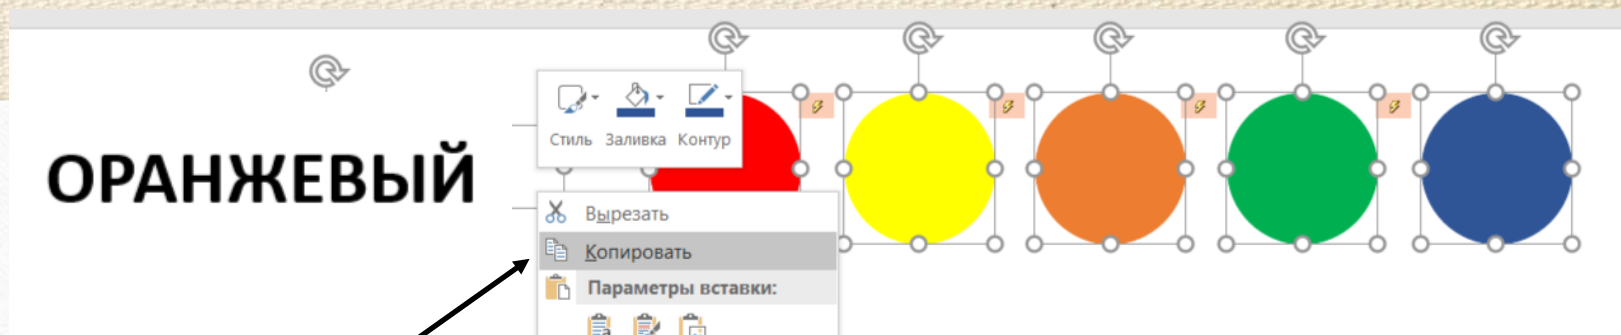 ОРАНЖЕВЫЙ
Стиль Заливка Контур
Вырезать
Копировать
Параметры вставки: